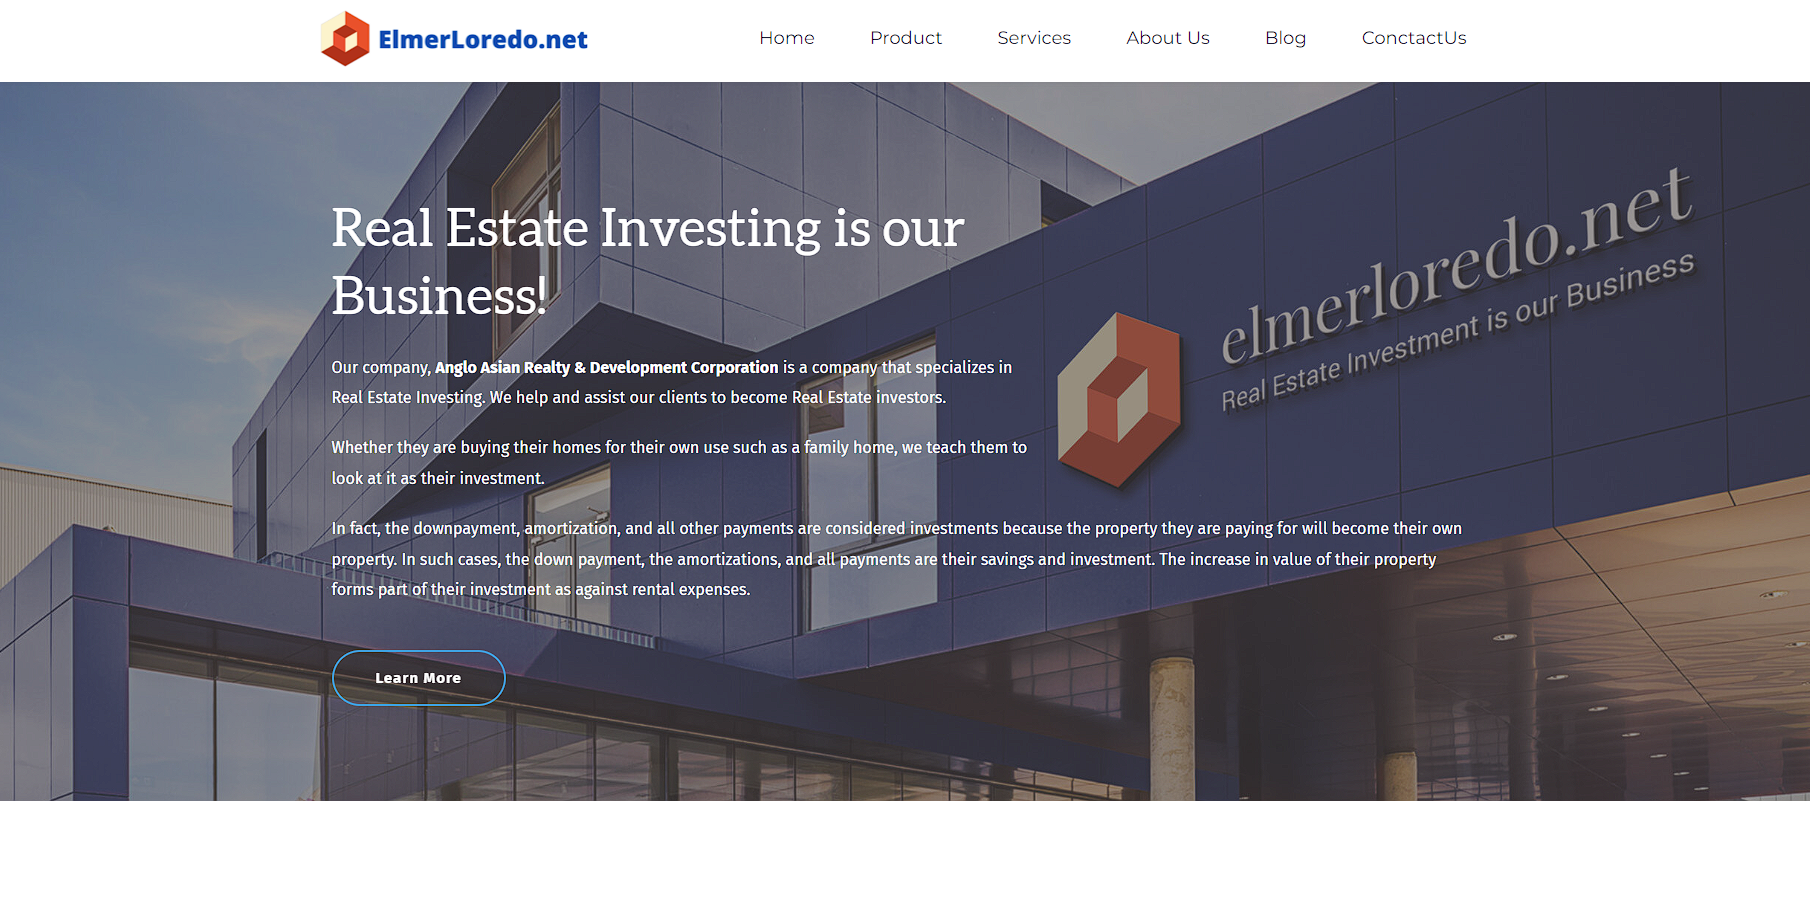 ElmerLoredo.net
Home Product Services About Us Blog ConctactUs
Real Estate Investing is our
Business!
elmerloredo.net
Real Estate Investment is our Business
Our company, Anglo Asian Realty & Development Corporation is a company that specializes in
Real Estate Investing. We help and assist our clients to become Real Estate investors.
Whether they are buying their homes for their own use such as a family home, we teach them to
look at it as their investment.
In fact, the downpayment, amortization, and all other payments are considered investments because the property they are paying for will become their own
property. In such cases, the down payment, the amortizations, and all payments are their savings and investment. The increase in value of their property
forms part of their investment as against rental expenses.
Learn More